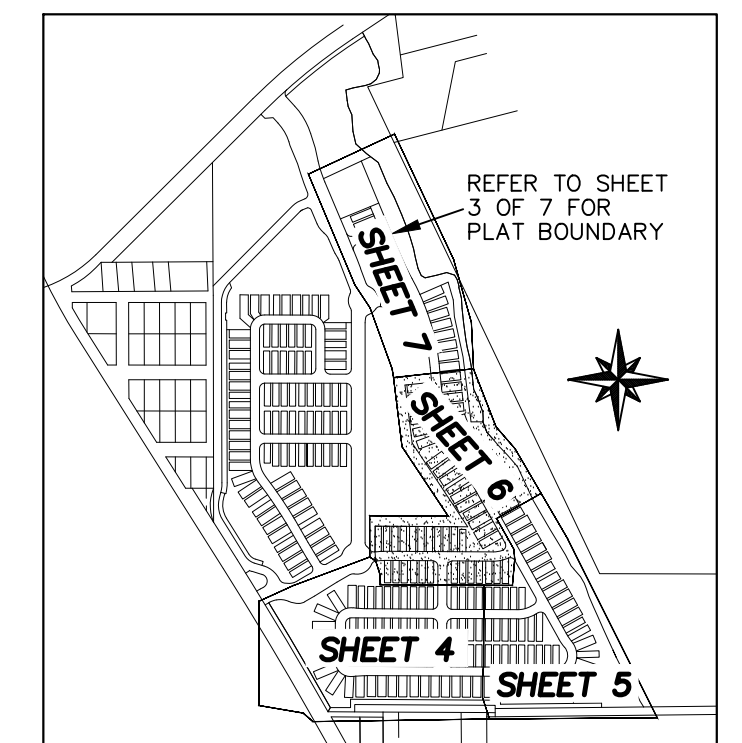 REFER TO SHEET
3 OF 7 FOR
PLAT BOUNDARY
SHEET 7
SHEET 6
SHEET 4
SHEET 5